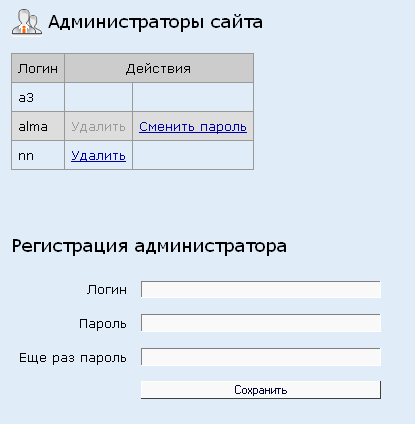 Администраторы сайта
Логин Действия
a3
alma Удалить Сменить пароль
nn Удалить
Регистрация администратора
Логин
Пароль
Еще раз пароль
Сохранить